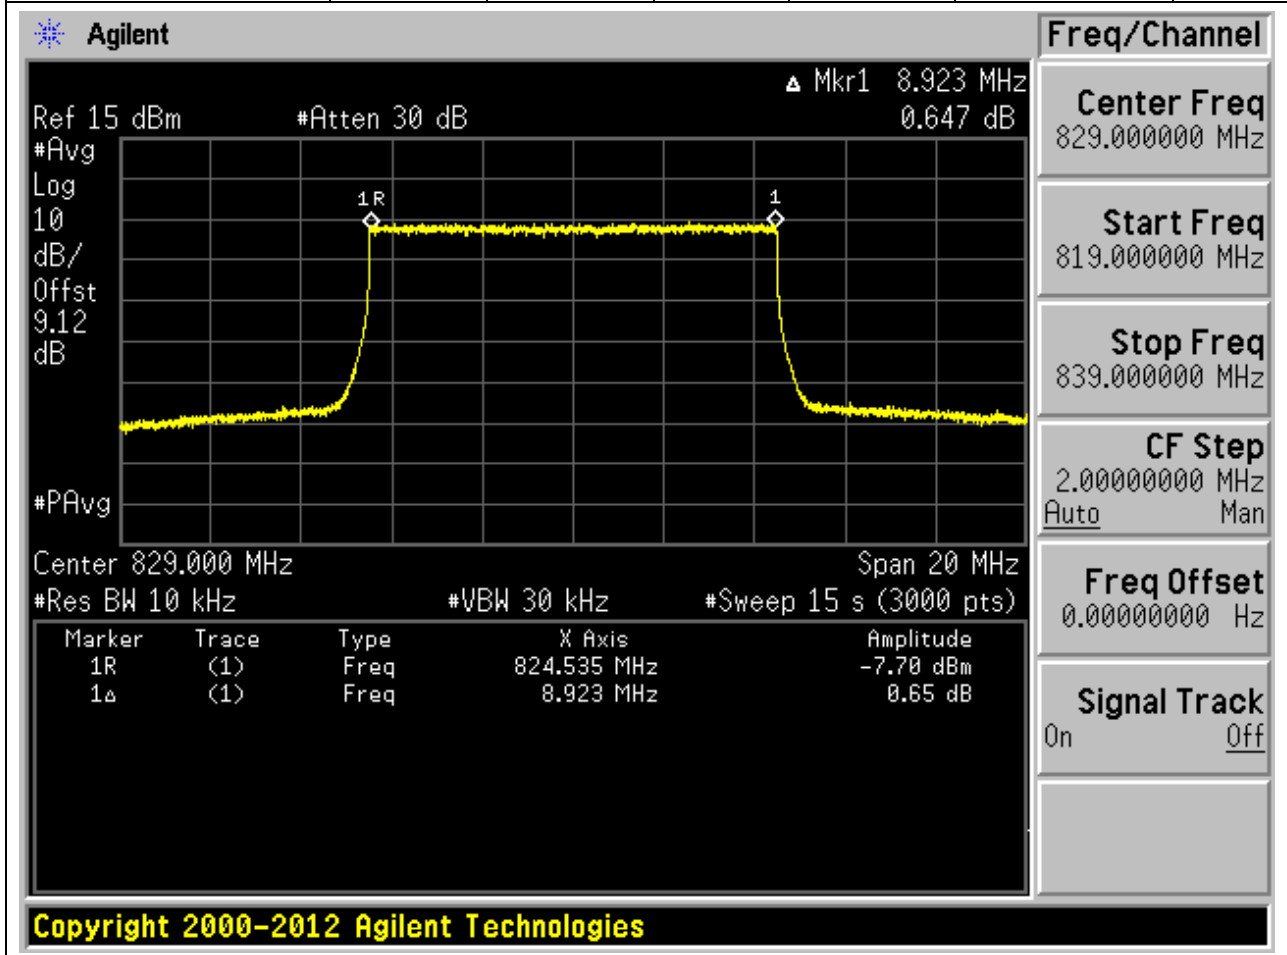 Agilent
Δ Mkr1 8.923 MHz
Ref 15 dBm #Atten 30 dB 0.647 dB
#Avg
Log
10
dB/
Offst
9.12
dB
#PAvg
1R
1
Center 829.000 MHz Span 20 MHz
#Res BW 10 kHz #VBW 30 kHz #Sweep 15 s (3000 pts)
Marker Trace Type X Axis Amplitude
1R (1) Freq 824.535 MHz -7.70 dBm
1Δ (1) Freq 8.923 MHz 0.65 dB
Copyright 2000-2012 Agilent Technologies
Freq/Channel
Center Freq
829.000000 MHz
Start Freq
819.000000 MHz
Stop Freq
839.000000 MHz
CF Step
2.00000000 MHz
Auto Man
Freq Offset
0.00000000 Hz
Signal Track
On Off